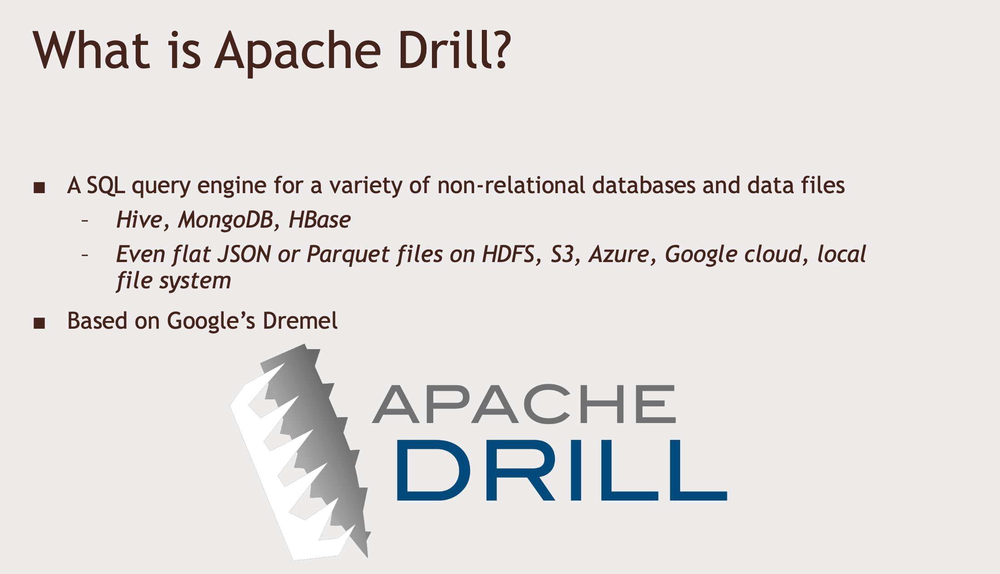 What is Apache Drill?
■ A SQL query engine for a variety of non-relational databases and data files
– Hive, MongoDB, HBase
– Even flat JSON or Parquet files on HDFS, S3, Azure, Google cloud, local
file system
■ Based on Google’s Dremel
APACHE
DRILL